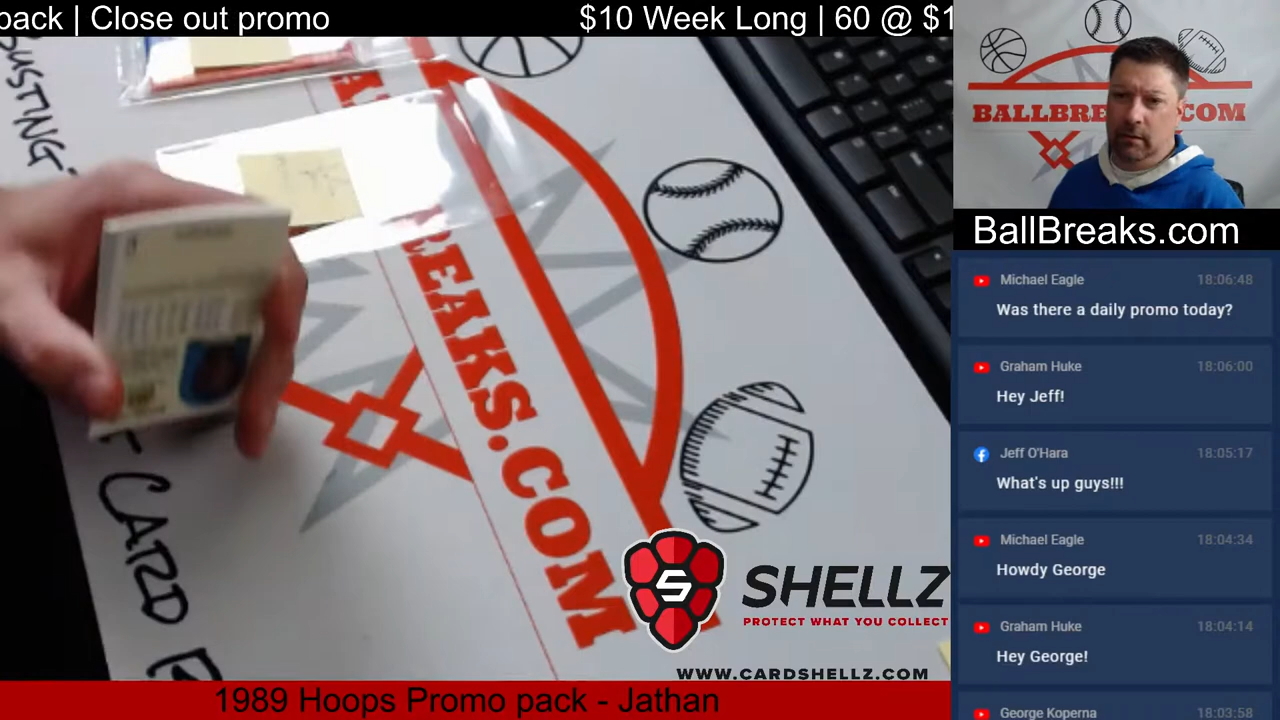 pack | Close out promo
$10 Week Long | 60 @ $1
BALLBRE COM
BallBreaks.com
Michael Eagle 18:06:48
Was there a daily promo today?
Graham Huke 18:06:00
Hey Jeff!
Jeff O'Hara 18:05:17
What's up guys!!!
Michael Eagle 18:04:34
Howdy George
Graham Huke 18:04:14
Hey George!
George Koperna 18:03:58
USTLNG
EAKS.COM
CARD
S
SHELLZ
PROTECT WHAT YOU COLLECT
WWW.CARDSHELLZ.COM
1989 Hoops Promo pack - Jathan